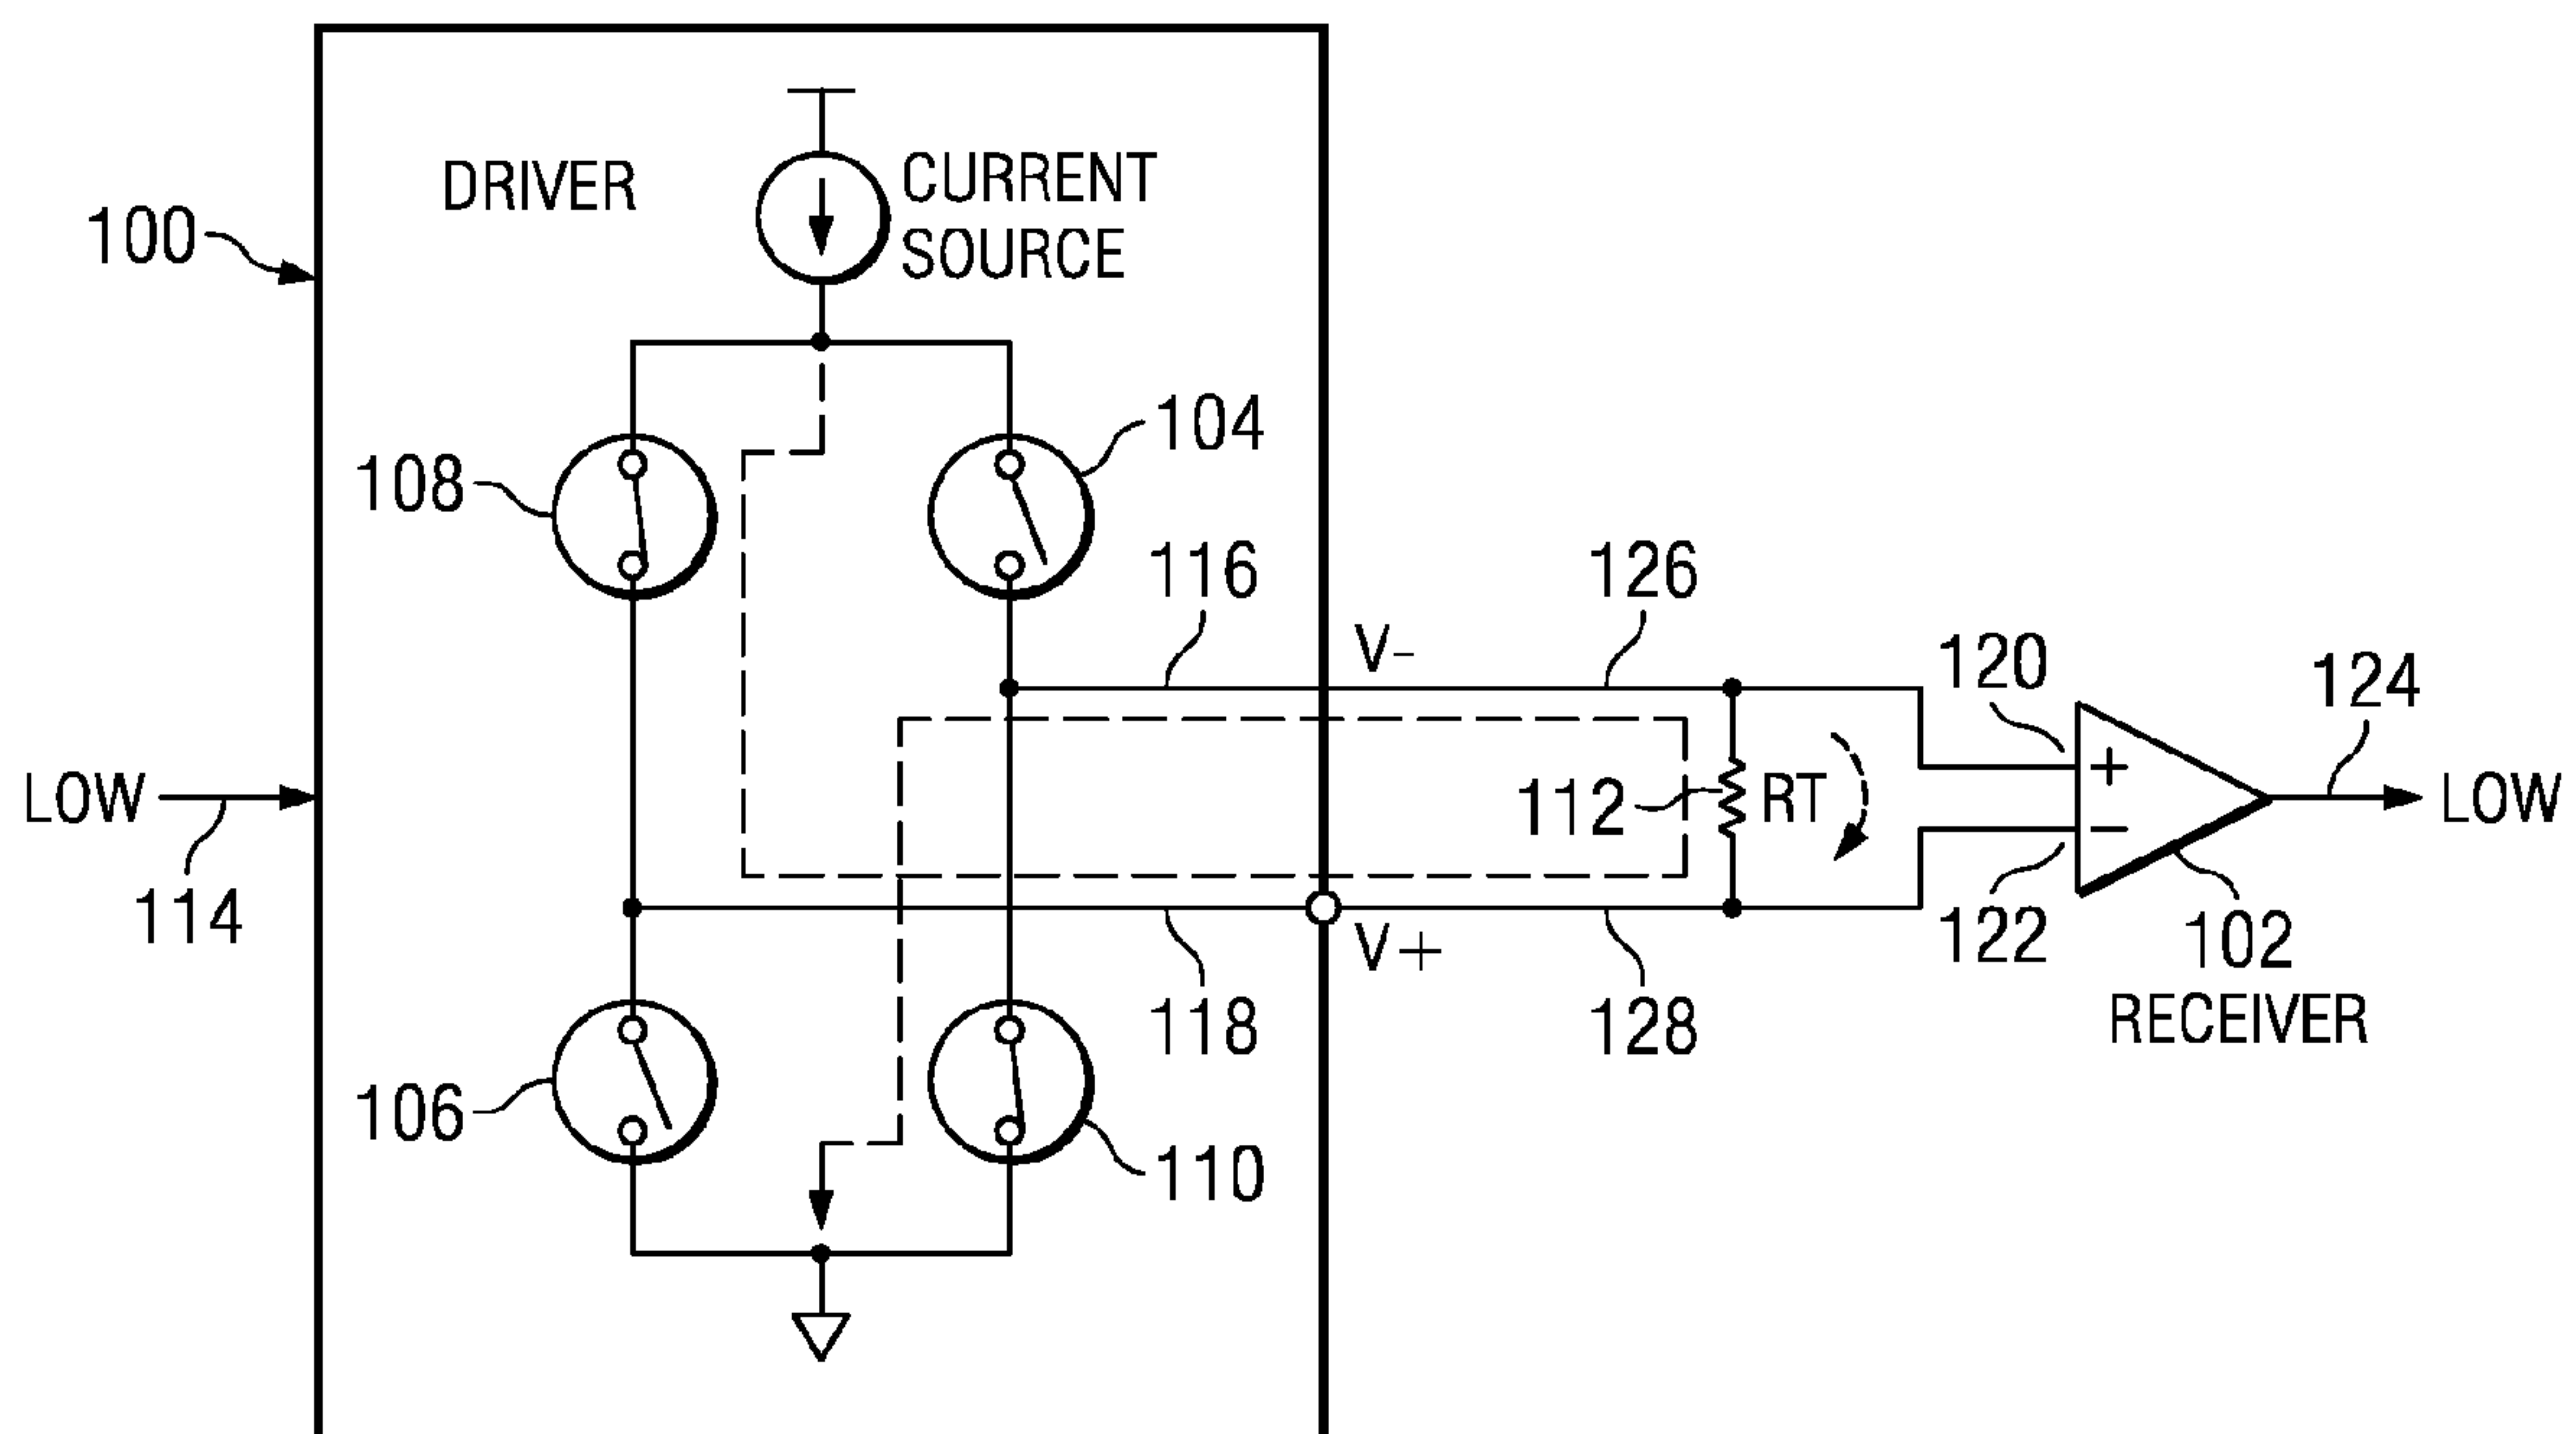 DRIVER
CURRENT
SOURCE
100
108
104
116
126
V-
120
124
LOW
114
112
RT
+
-
LOW
122
102
RECEIVER
V+
118
128
106
110